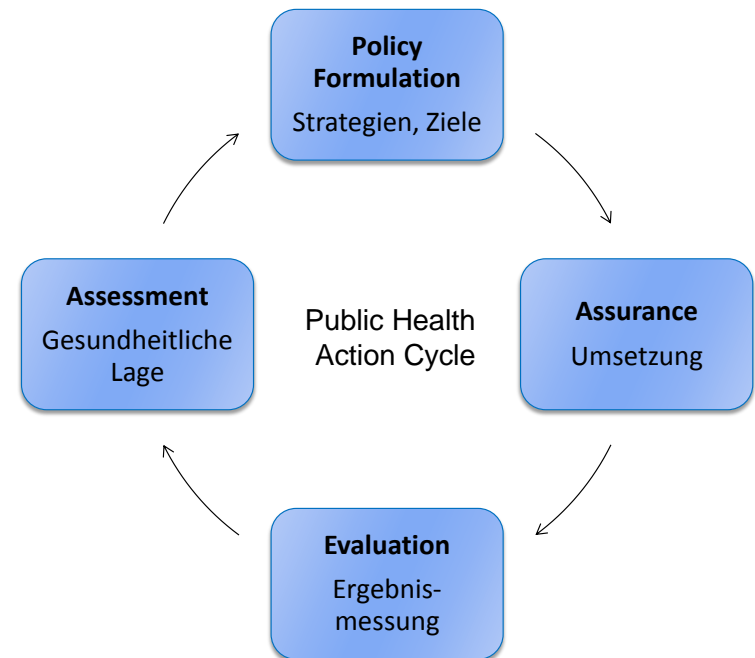 Policy
Formulation
Strategien, Ziele
Assessment
Gesundheitliche
Lage
Public Health
Action Cycle
Assurance
Umsetzung
Evaluation
Ergebnis-
messung